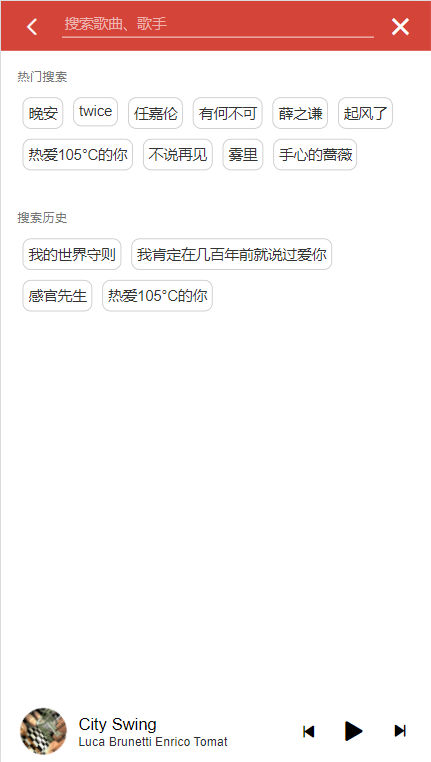 搜索歌曲、歌手
热门搜索
晚安 twice 任嘉伦 有何不可 薛之谦 起风了
热爱105°C的你 不说再见 雾里 手心的蔷薇
搜索历史
我的世界守则 我肯定在几百年前就说过爱你
感官先生 热爱105°C的你
City Swing
Luca Brunetti Enrico Tomat